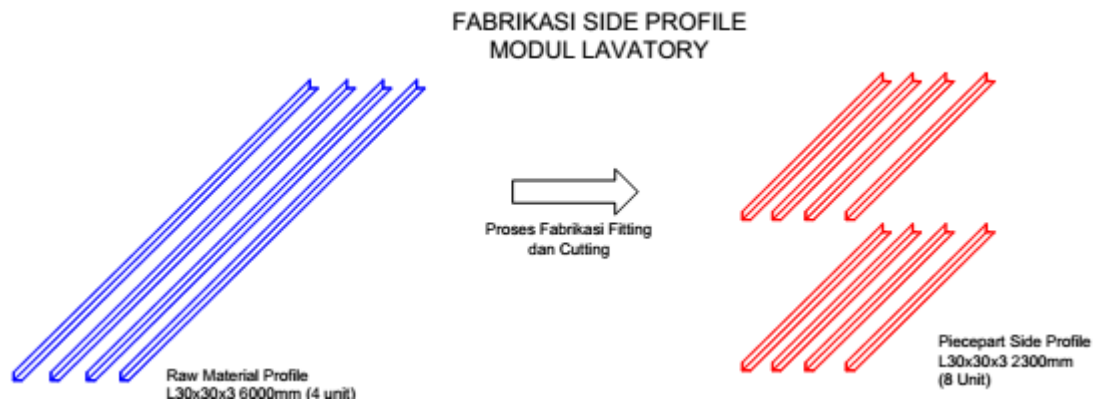 FABRIKASI SIDE PROFILE
MODUL LAVATORY
Proses Fabrikasi Fitting
dan Cutting
Raw Material Profile
L30x30x3 6000mm (4 unit)
Piecepart Side Profile
L30x30x3 2300mm
(8 Unit)